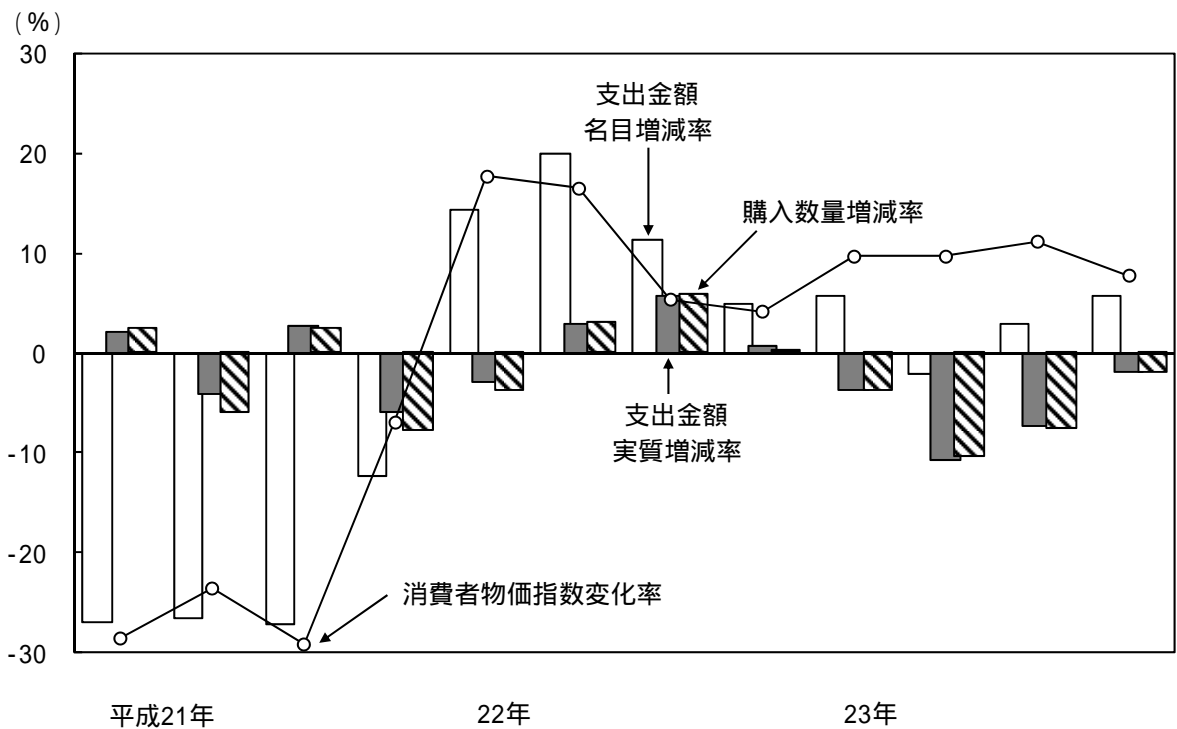 (%)
30
20
10
0
-10
-20
-30
支出金額
名目増減率
購入数量増減率
支出金額
実質増減率
消費者物価指数変化率
平成21年
22年
23年